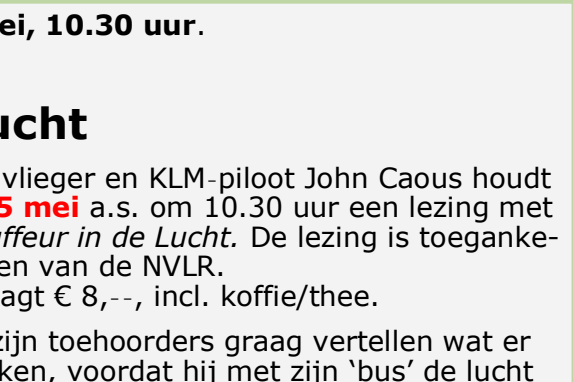 ei, 10.30 uur.
ucht
vlieger en KLM-piloot John Caous houdt
5 mei a.s. om 10.30 uur een lezing met
ffeur in de Lucht. De lezing is toeganke-
en van de NVLR.
agt € 8,--, incl. koffie/thee.
zijn toehoorders graag vertellen wat er
ken, voordat hij met zijn ‘bus’ de lucht